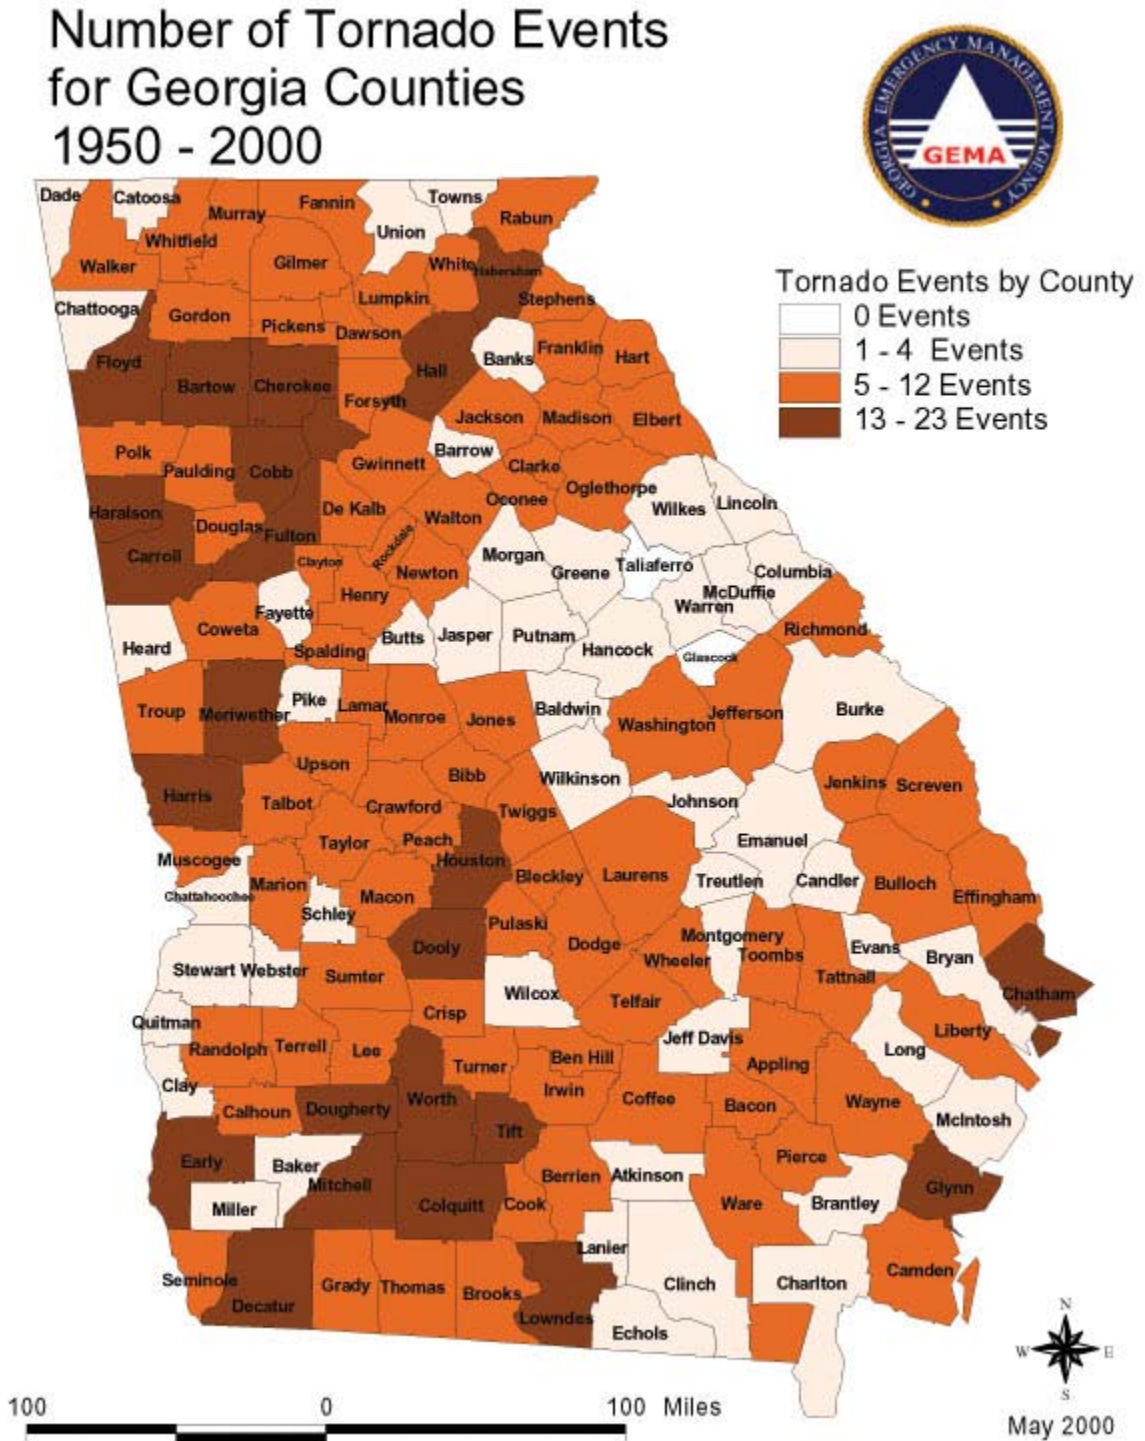 Number of Tornado Events
for Georgia Counties
1950 - 2000
GEORGIA EMERGENCY MANAGEMENT AGENCY
GEMA
Tornado Events by County
0 Events
1 - 4 Events
5 - 12 Events
13 - 23 Events
Dade
Catoosa
Murray
Fannin
Towns
Union
Rabun
Whitfield
Walker
Gilmer
White
Habersham
Chattooga
Gordon
Pickens
Lumpkin
Dawson
Stephens
Floyd
Bartow
Cherokee
Hall
Banks
Franklin
Hart
Forsyth
Jackson
Madison
Elbert
Polk
Paulding
Cobb
Gwinnett
Barrow
Clarke
Oconee
Oglethorpe
Wilkes
Lincoln
Haralson
Douglas
Fulton
De Kalb
Rockdale
Walton
Carroll
Clayton
Newton
Morgan
Greene
Taliaferro
Columbia
McDuffie
Warren
Heard
Coweta
Fayette
Henry
Spalding
Butts
Jasper
Putnam
Hancock
Glascock
Richmond
Troup
Meriwether
Pike
Lamar
Monroe
Jones
Baldwin
Washington
Jefferson
Burke
Harris
Talbot
Upson
Crawford
Bibb
Twiggs
Wilkinson
Johnson
Jenkins
Screven
Muscogee
Taylor
Peach
Houston
Emanuel
Chattahoochee
Marion
Schley
Macon
Bleckley
Laurens
Treutlen
Candler
Bulloch
Effingham
Stewart
Webster
Sumter
Dooly
Pulaski
Dodge
Wheeler
Montgomery
Toombs
Tattnall
Evans
Bryan
Chatham
Quitman
Randolph
Terrell
Lee
Crisp
Wilcox
Telfair
Jeff Davis
Appling
Long
Liberty
Clay
Calhoun
Dougherty
Worth
Turner
Ben Hill
Irwin
Coffee
Bacon
Wayne
McIntosh
Early
Baker
Mitchell
Tift
Miller
Colquitt
Cook
Berrien
Atkinson
Ware
Pierce
Brantley
Glynn
Seminole
Decatur
Grady
Thomas
Brooks
Lowndes
Lanier
Clinch
Echols
Charlton
Camden
N
W E
S
100 0 100 Miles
May 2000